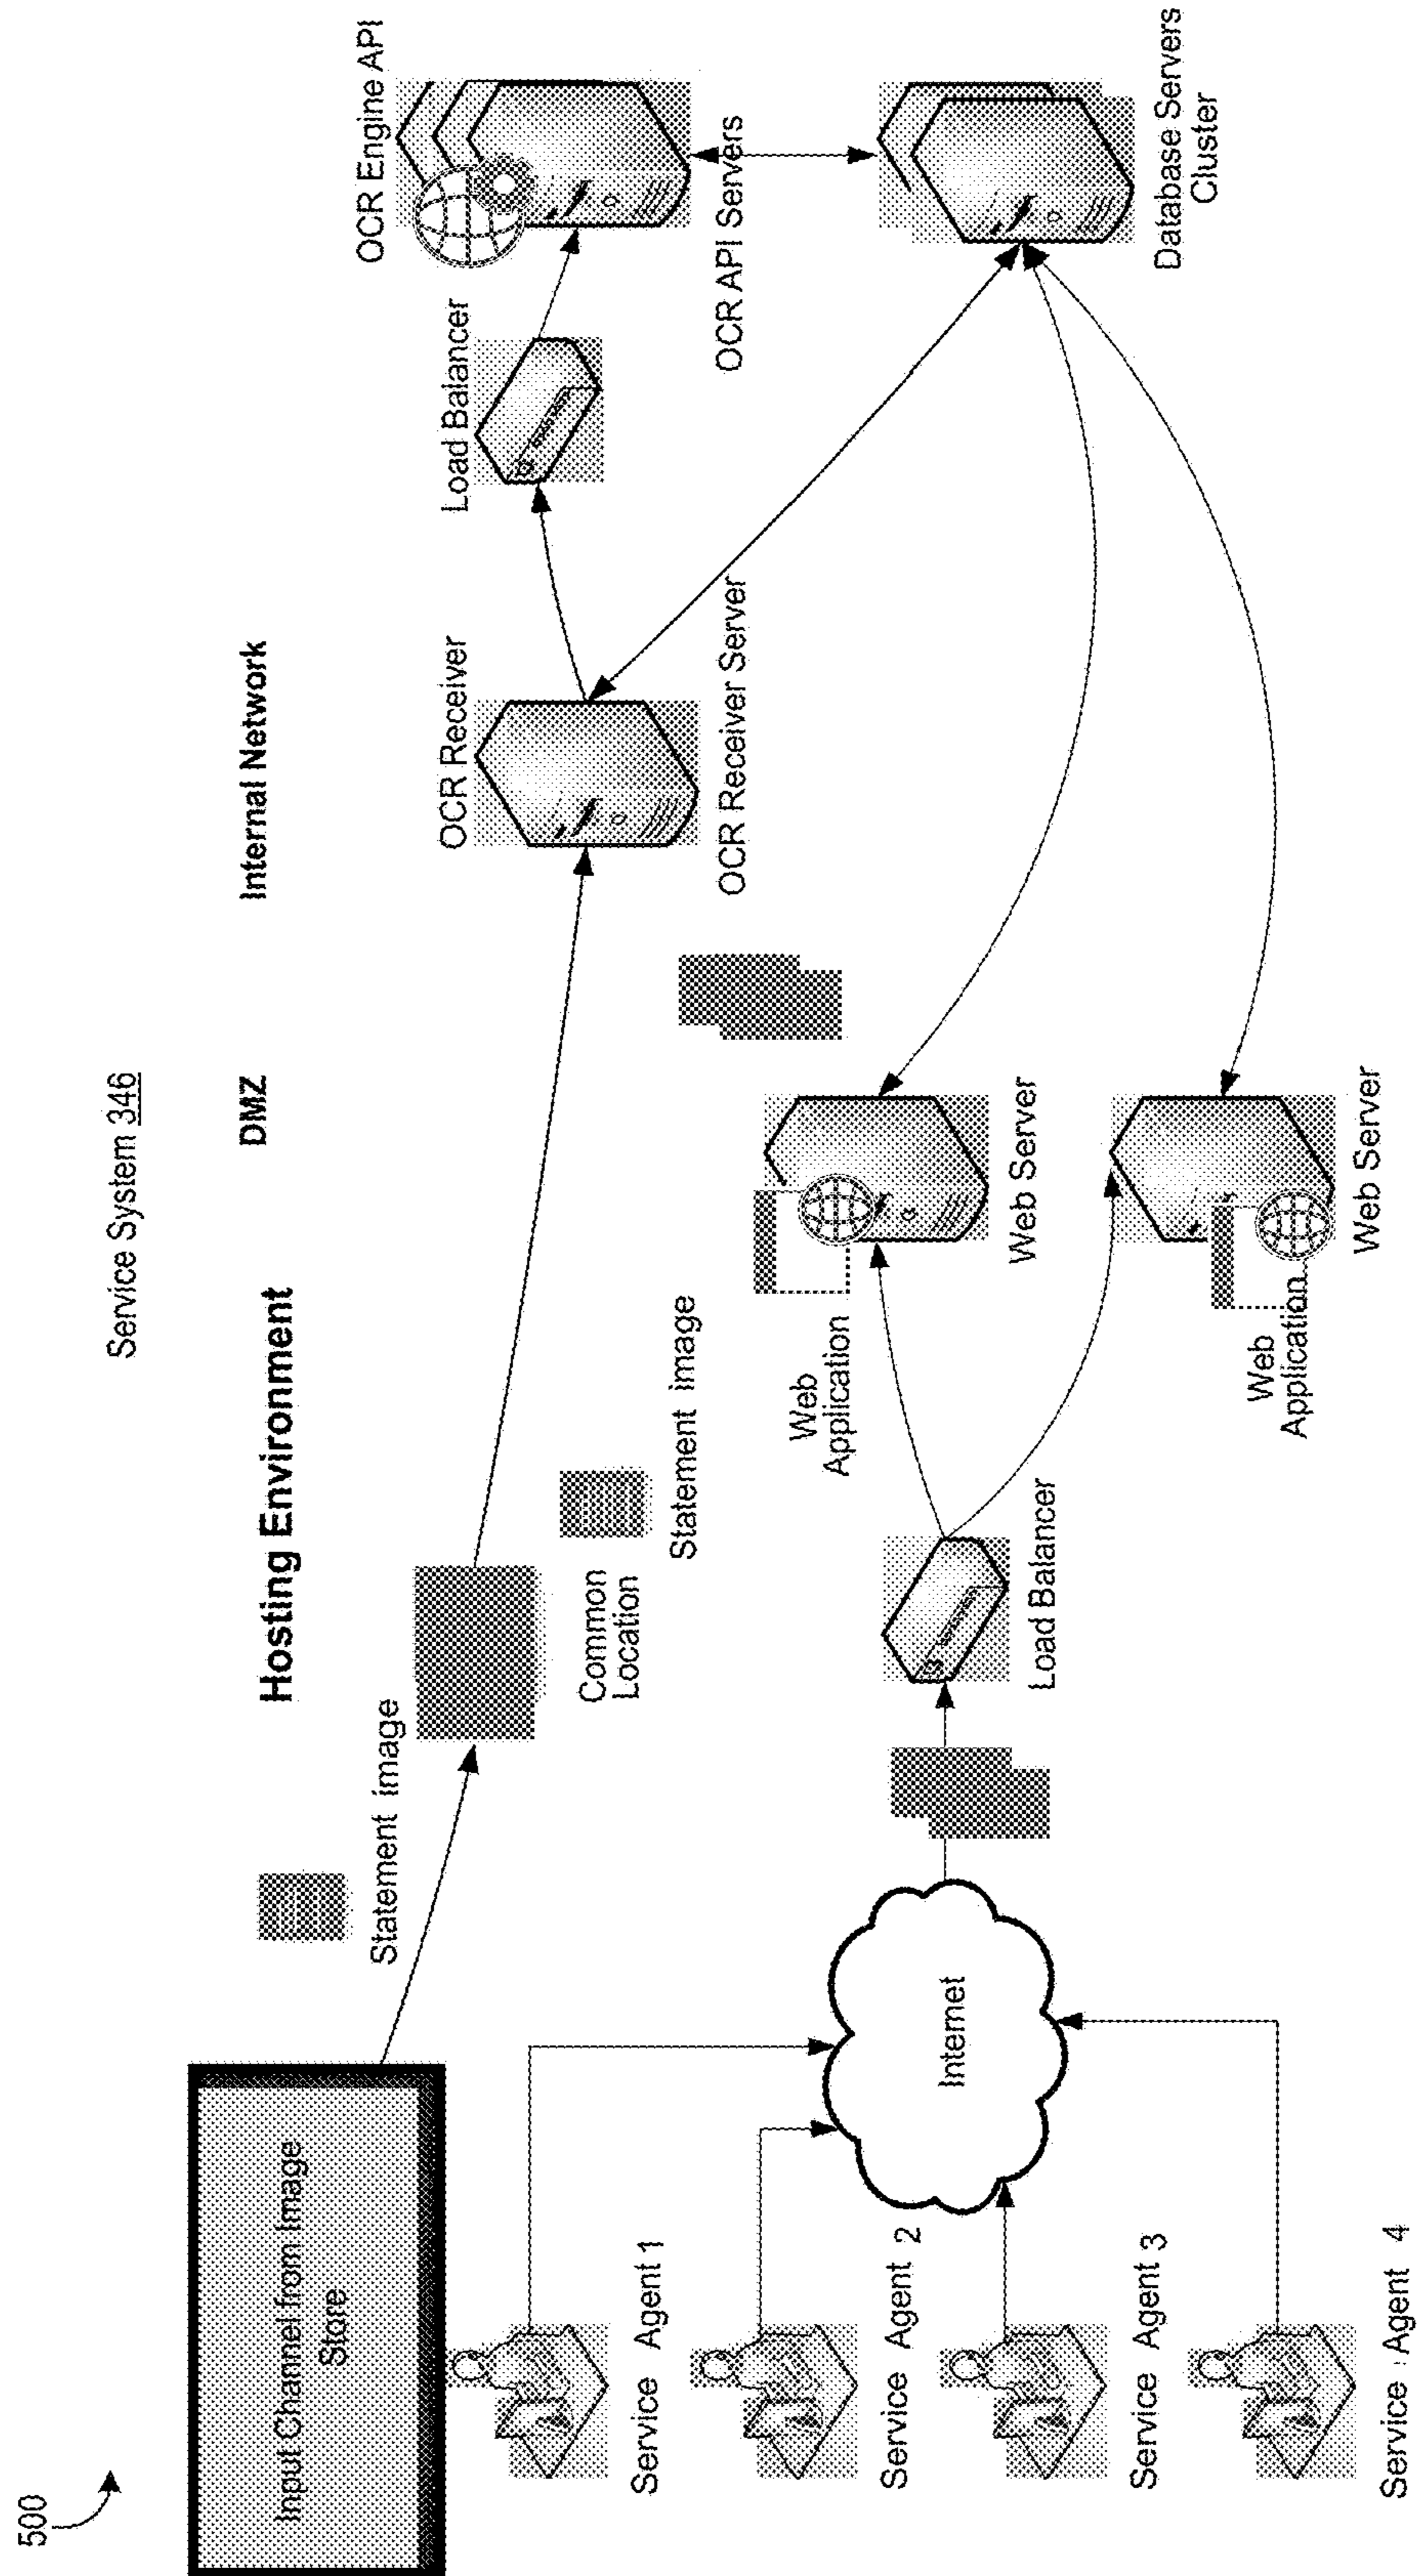 500
Service System 346
Hosting Environment
DMZ
Internal Network
Input Channel from Image
Store
Statement image
Common
Location
Statement image
OCR Receiver
OCR Receiver Server
Load Balancer
OCR Engine API
OCR API Servers
Service Agent 1
Service Agent 2
Service Agent 3
Service Agent 4
Internet
Load Balancer
Web
Application
Web Server
Web
Application
Web Server
Database Servers
Cluster